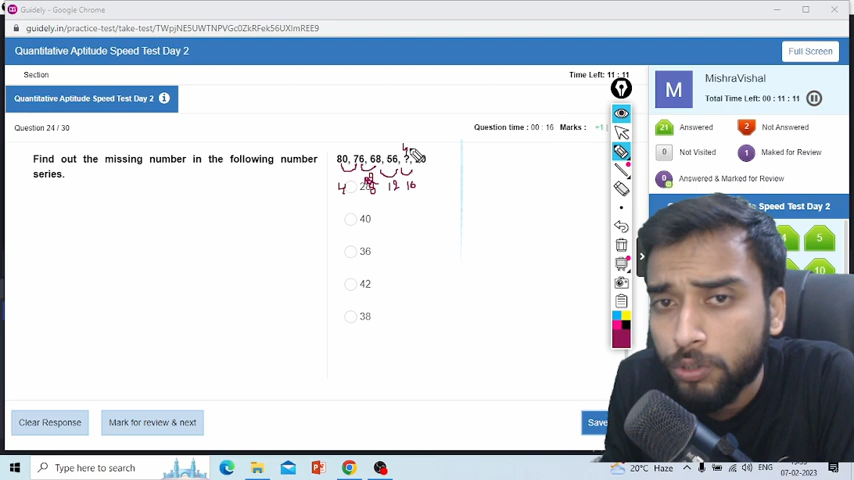 Guidely - Google Chrome
guidely.in/practice-test/take-test/TWpjNE5UWTNPVGc0ZkRFek56UXlmREE9
Quantitative Aptitude Speed Test Day 2
Full Screen
Section
Time Left: 11 : 11
Quantitative Aptitude Speed Test Day 2
M
MishraVishal
Total Time Left: 00 : 11 : 11
Question 24 / 30
Question time : 00 : 16 Marks : +1
21 Answered
2 Not Answered
0 Not Visited
1 Maked for Review
0 Answered & Marked for Review
Find out the missing number in the following number
series.
80, 76, 68, 56, ?,
4 8 12 16
40
36
42
38
Day 2
4
5
10
Clear Response
Mark for review & next
Save
Type here to search
20°C Haze
ENG
07-02-2023